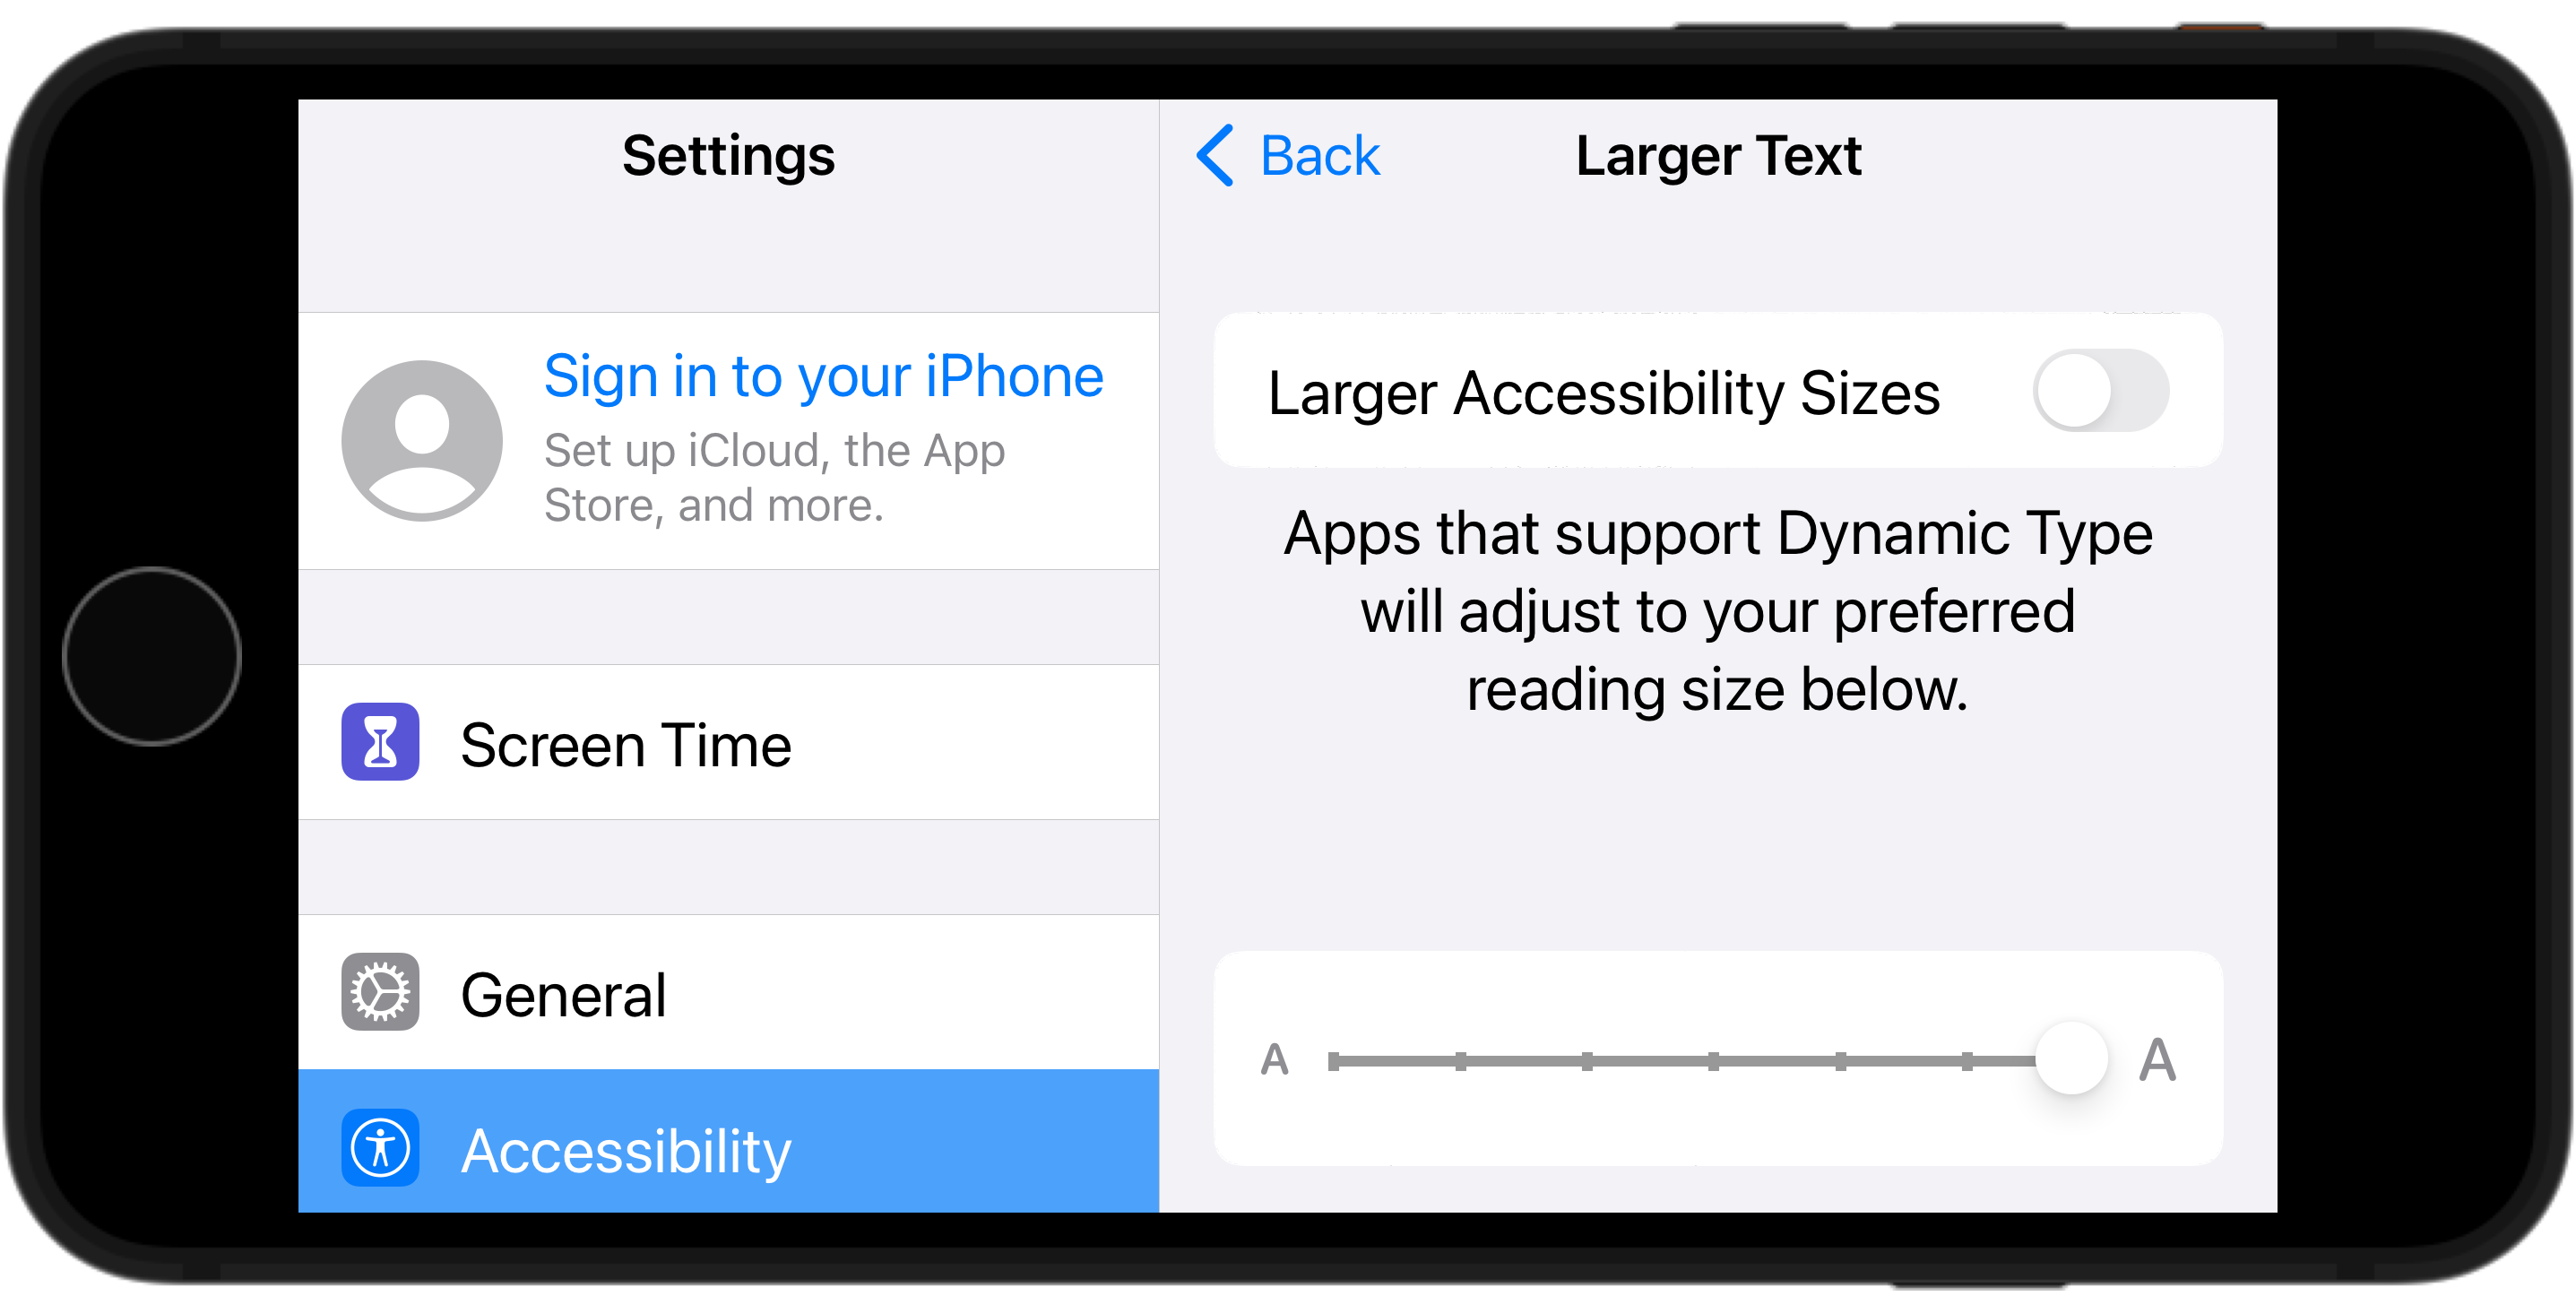 Settings
Sign in to your iPhone
Set up iCloud, the App
Store, and more.
Screen Time
General
Accessibility
Back
Larger Text
Larger Accessibility Sizes
Apps that support Dynamic Type
will adjust to your preferred
reading size below.
A A